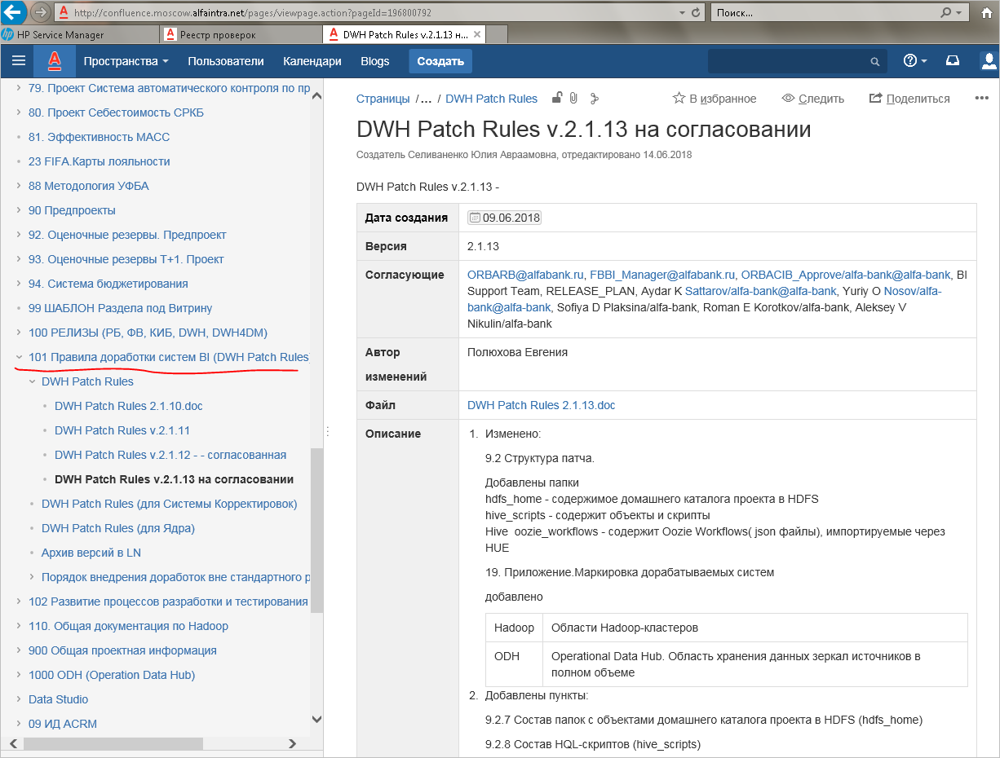 http://confluence.moscow.alfaintra.net/pages/viewpage.action?pageId=196800792
Поиск...
HP Service Manager
Реестр проверок
DWH Patch Rules v.2.1.13 н...
Пространства
Пользователи
Календари
Blogs
Создать
79. Проект Система автоматического контроля по пр
80. Проект Себестоимость СРКБ
81. Эффективность МАСС
23 FIFA.Карты лояльности
88 Методология УФБА
90 Предпроекты
92. Оценочные резервы. Предпроект
93. Оценочные резервы Т+1. Проект
94. Система бюджетирования
99 ШАБЛОН Раздела под Витрину
100 РЕЛИЗЫ (РБ, ФВ, КИБ, DWH, DWH4DM)
101 Правила доработки систем BI (DWH Patch Rules)
DWH Patch Rules
DWH Patch Rules 2.1.10.doc
DWH Patch Rules v.2.1.11
DWH Patch Rules v.2.1.12 - - согласованная
DWH Patch Rules v.2.1.13 на согласовании
DWH Patch Rules (для Системы Корректировок)
DWH Patch Rules (для Ядра)
Архив версий в LN
Порядок внедрения доработок вне стандартного р
102 Развитие процессов разработки и тестирования
110. Общая документация по Hadoop
900 Общая проектная информация
1000 ODH (Operation Data Hub)
Data Studio
09 ИД ACRM
Страницы /... / DWH Patch Rules
В избранное
Следить
Поделиться
DWH Patch Rules v.2.1.13 на согласовании
Создатель Селиваненко Юлия Авраамовна, отредактировано 14.06.2018
DWH Patch Rules v.2.1.13 -
Дата создания 09.06.2018
Версия 2.1.13
Согласующие ORBARB@alfabank.ru, FBBI_Manager@alfabank.ru, ORBACIB_Approve/alfa-bank@alfa-bank, BI
Support Team, RELEASE_PLAN, Aydar K Sattarov/alfa-bank@alfa-bank, Yuriy O Nosov/alfa-
bank@alfa-bank, Sofiya D Plaksina/alfa-bank, Roman E Korotkov/alfa-bank, Aleksey V
Nikulin/alfa-bank
Автор изменений Полюхова Евгения
Файл DWH Patch Rules 2.1.13.doc
Описание 1. Изменено:
9.2 Структура патча.
Добавлены папки
hdfs_home - содержимое домашнего каталога проекта в HDFS
hive_scripts - содержит объекты и скрипты
Hive oozie_workflows - содержит Oozie Workflows( json файлы), импортируемые через
HUE
19. Приложение.Маркировка дорабатываемых систем
добавлено
Hadoop Области Hadoop-кластеров
ODH Operational Data Hub. Область хранения данных зеркал источников в
полном объеме
2. Добавлены пункты:
9.2.7 Состав папок с объектами домашнего каталога проекта в HDFS (hdfs_home)
9.2.8 Состав HQL-скриптов (hive_scripts)